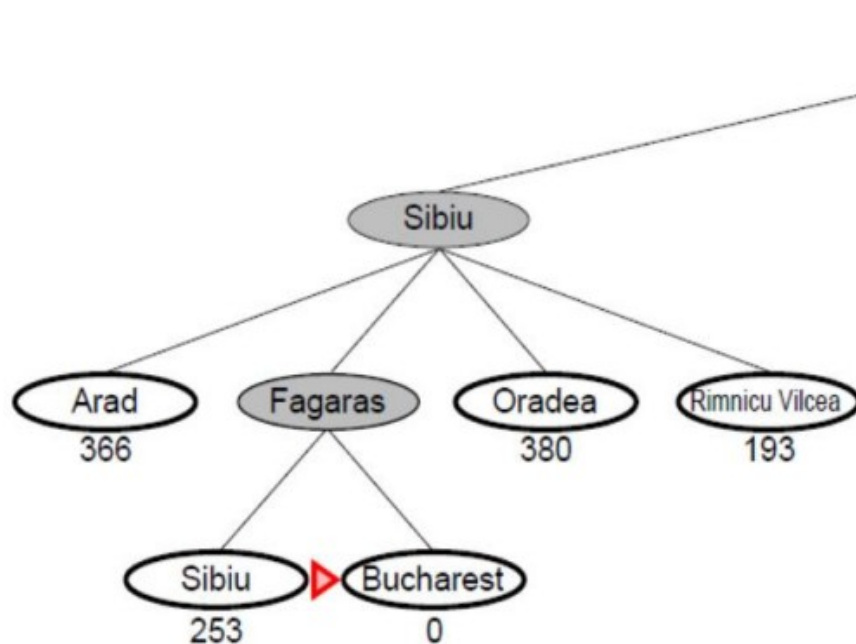 Sibiu
Arad Fagaras Oradea Rimnicu Vilcea
366 380 193
Sibiu Bucharest
253 0